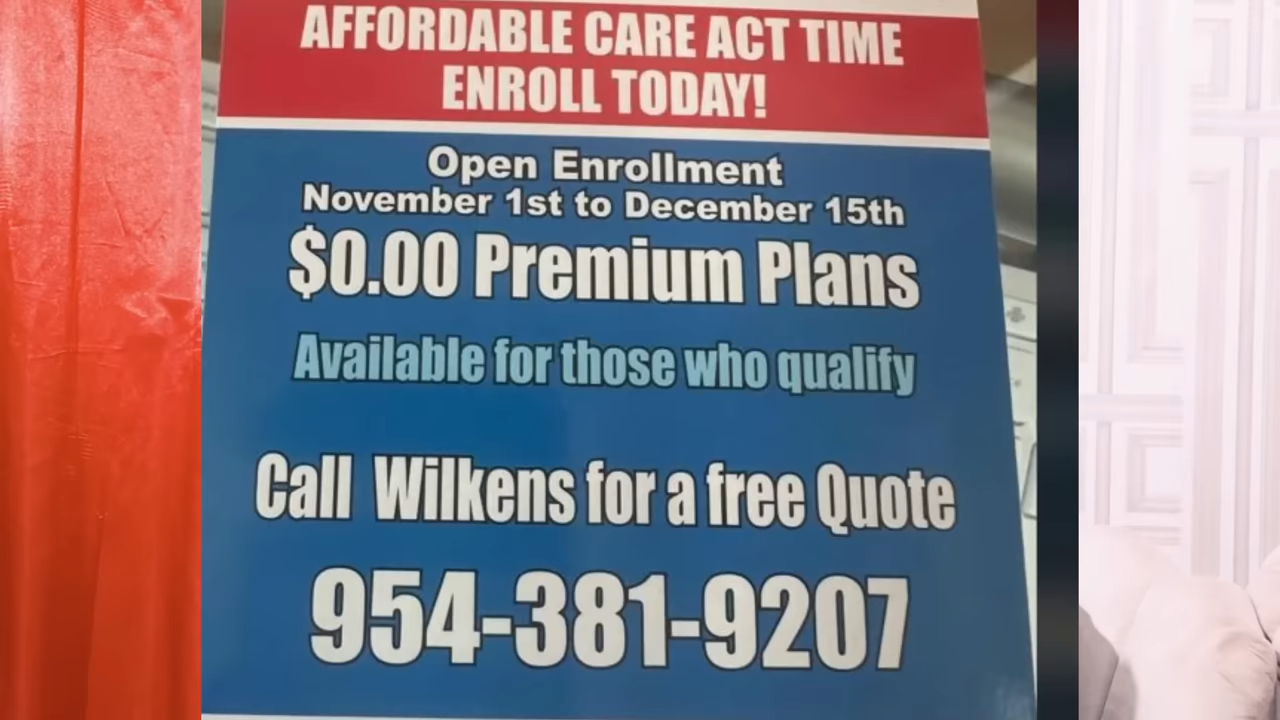 AFFORDABLE CARE ACT TIME
ENROLL TODAY!
Open Enrollment
November 1st to December 15th
$0.00 Premium Plans
Available for those who qualify
Call Wilkens for a free Quote
954-381-9207